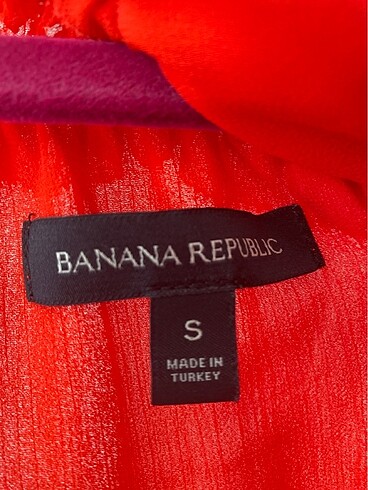 BANANA REPUBLIC
S
MADE IN
TURKEY